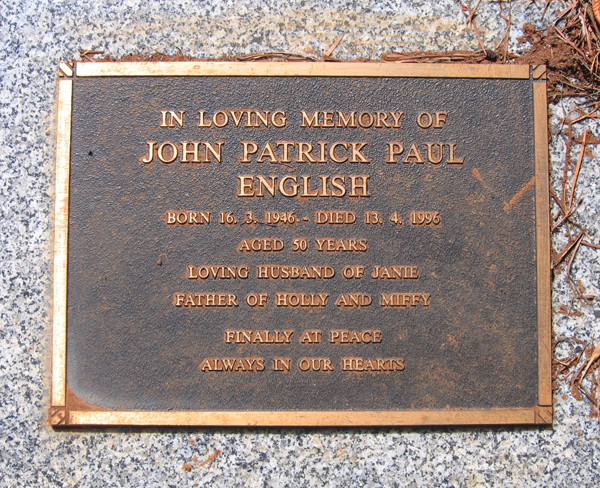 IN LOVING MEMORY OF
JOHN PATRICK PAUL
ENGLISH
BORN 16. 3. 1946 - DIED 13. 4. 1996
AGED 50 YEARS
LOVING HUSBAND OF JANIE
FATHER OF HOLLY AND MIFFY
FINALLY AT PEACE
ALWAYS IN OUR HEARTS